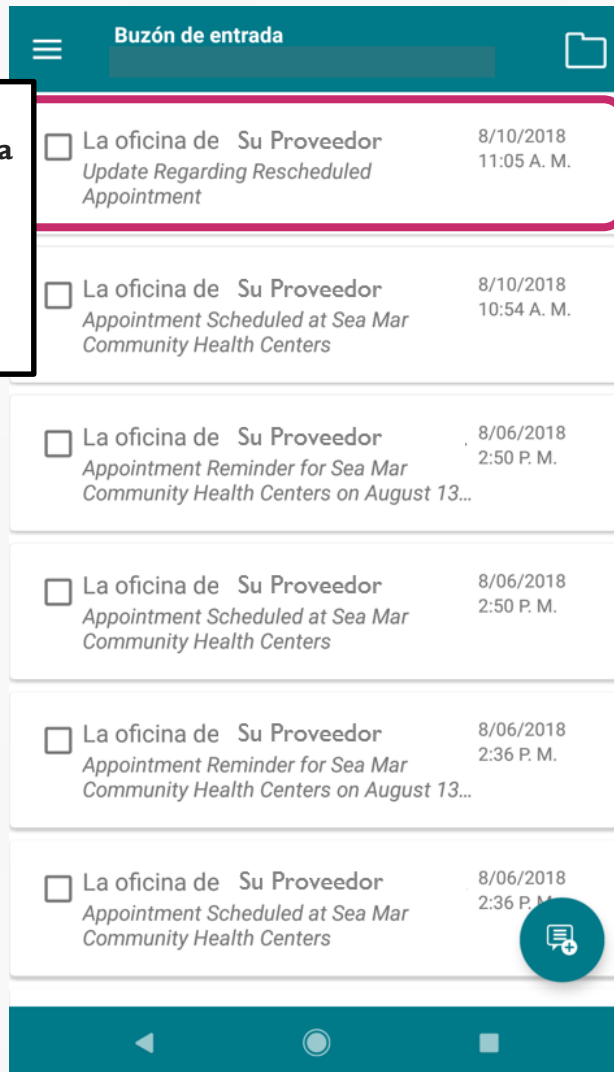 Buzón de entrada
a
La oficina de Su Proveedor
8/10/2018
11:05 A. M.
Update Regarding Rescheduled
Appointment
La oficina de Su Proveedor
8/10/2018
10:54 A. M.
Appointment Scheduled at Sea Mar
Community Health Centers
La oficina de Su Proveedor
8/06/2018
2:50 P. M.
Appointment Reminder for Sea Mar
Community Health Centers on August 13...
La oficina de Su Proveedor
8/06/2018
2:50 P. M.
Appointment Scheduled at Sea Mar
Community Health Centers
La oficina de Su Proveedor
8/06/2018
2:36 P. M.
Appointment Reminder for Sea Mar
Community Health Centers on August 13...
La oficina de Su Proveedor
8/06/2018
2:36 P. M.
Appointment Scheduled at Sea Mar
Community Health Centers